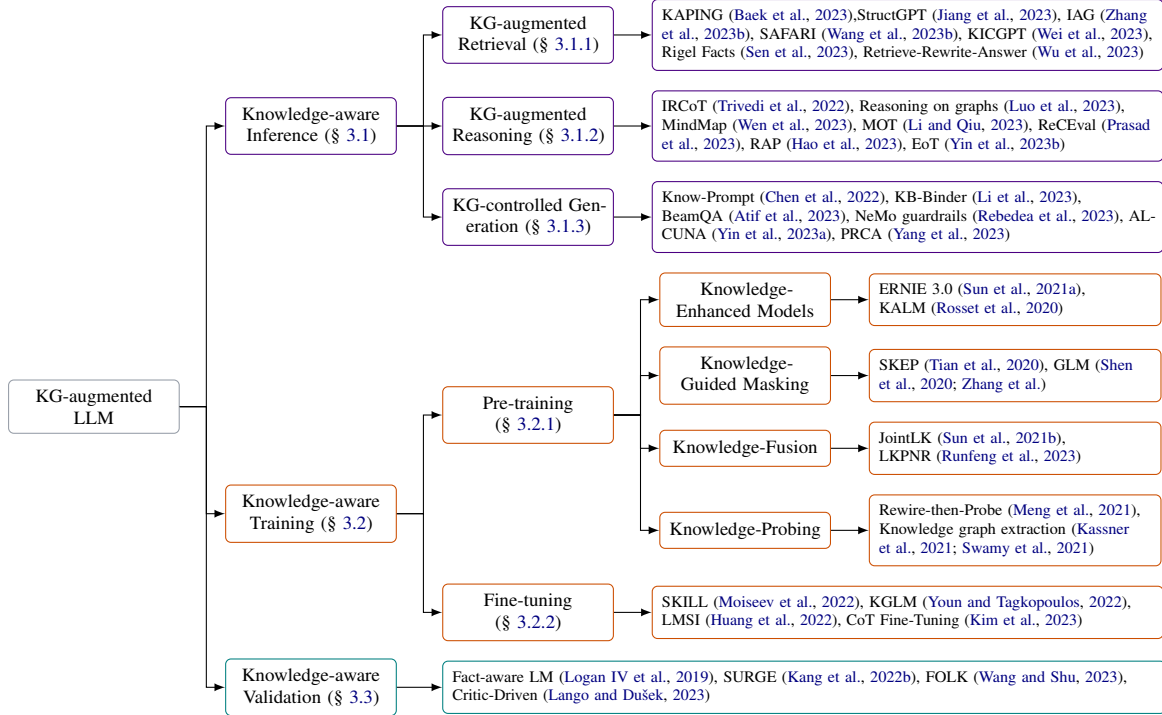 KG-augmented
Retrieval (§ 3.1.1)
KAPING (Baek et al., 2023),StructGPT (Jiang et al., 2023), IAG (Zhang
et al., 2023b), SAFARI (Wang et al., 2023b), KICGPT (Wei et al., 2023),
Rigel Facts (Sen et al., 2023), Retrieve-Rewrite-Answer (Wu et al., 2023)
Knowledge-aware
Inference (§ 3.1)
KG-augmented
Reasoning (§ 3.1.2)
IRCoT (Trivedi et al., 2022), Reasoning on graphs (Luo et al., 2023),
MindMap (Wen et al., 2023), MOT (Li and Qiu, 2023), ReCEval (Prasad
et al., 2023), RAP (Hao et al., 2023), EoT (Yin et al., 2023b)
KG-controlled Gen-
eration (§ 3.1.3)
Know-Prompt (Chen et al., 2022), KB-Binder (Li et al., 2023),
BeamQA (Atif et al., 2023), NeMo guardrails (Rebedea et al., 2023), AL-
CUNA (Yin et al., 2023a), PRCA (Yang et al., 2023)
KG-augmented
LLM
Knowledge-aware
Training (§ 3.2)
Pre-training
(§ 3.2.1)
Knowledge-
Enhanced Models
ERNIE 3.0 (Sun et al., 2021a),
KALM (Rosset et al., 2020)
Knowledge-
Guided Masking
SKEP (Tian et al., 2020), GLM (Shen
et al., 2020; Zhang et al.)
Knowledge-Fusion
JointLK (Sun et al., 2021b),
LKPNR (Runfeng et al., 2023)
Knowledge-Probing
Rewire-then-Probe (Meng et al., 2021),
Knowledge graph extraction (Kassner
et al., 2021; Swamy et al., 2021)
Fine-tuning
(§ 3.2.2)
SKILL (Moiseev et al., 2022), KGLM (Youn and Tagkopoulos, 2022),
LMSI (Huang et al., 2022), CoT Fine-Tuning (Kim et al., 2023)
Knowledge-aware
Validation (§ 3.3)
Fact-aware LM (Logan IV et al., 2019), SURGE (Kang et al., 2022b), FOLK (Wang and Shu, 2023),
Critic-Driven (Lango and Dušek, 2023)